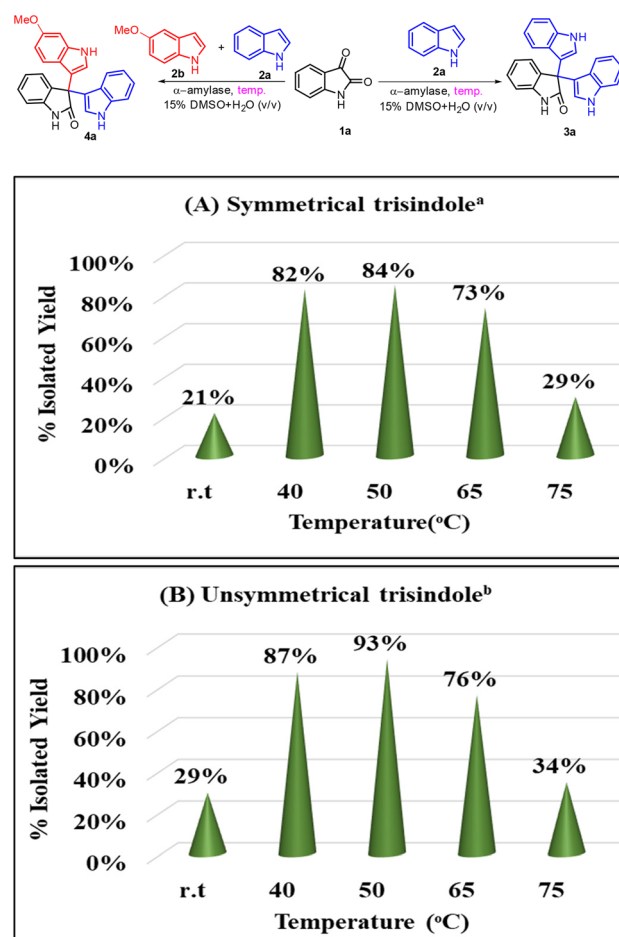 MeO
NH
O
N
H
4a
MeO
N
H
2b
+
N
H
2a
α–amylase, temp.
15% DMSO+H₂O (v/v)
O
O
N
H
1a
N
H
2a
α–amylase, temp.
15% DMSO+H₂O (v/v)
NH
O
N
H
N
H
3a
(A) Symmetrical trisindoleᵃ
% Isolated Yield
100%
80%
60%
40%
20%
0%
21%
82%
84%
73%
29%
r.t 40 50 65 75
Temperature(ºC)
(B) Unsymmetrical trisindoleᵇ
% Isolated Yield
100%
80%
60%
40%
20%
0%
29%
87%
93%
76%
34%
r.t 40 50 65 75
Temperature (ºC)